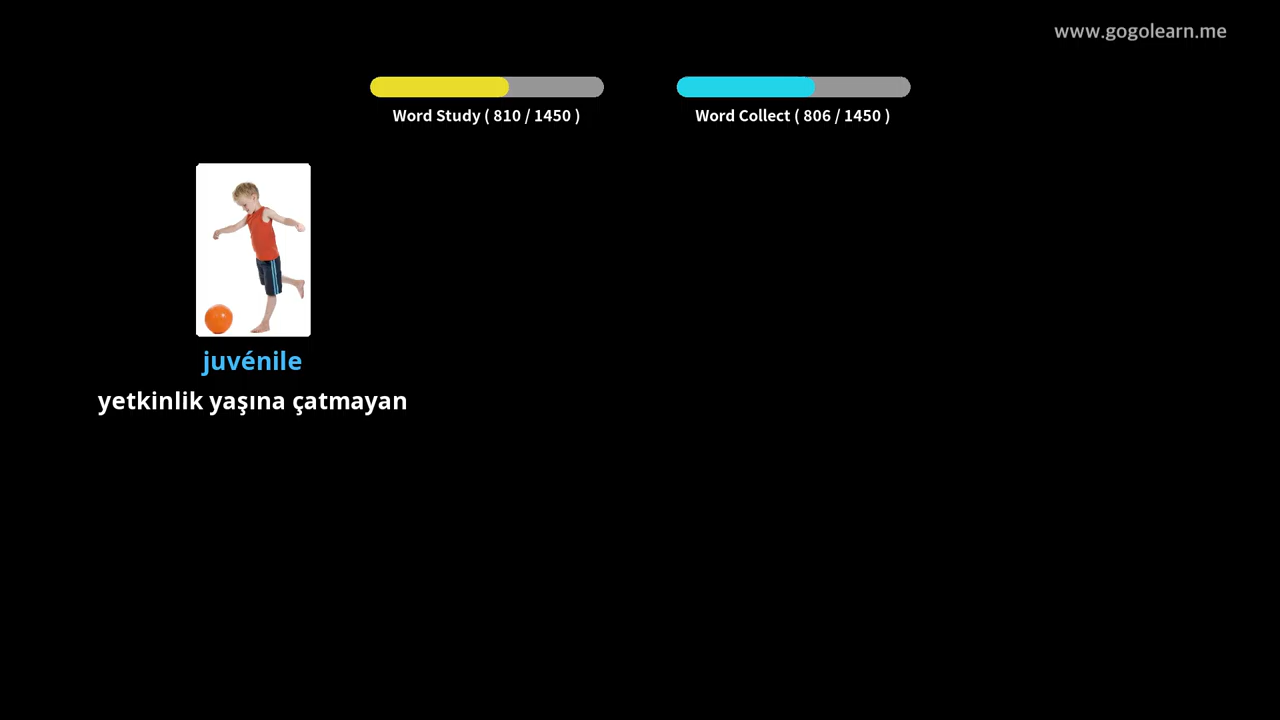 www.gogolearn.me
Word Study ( 810 / 1450 )
Word Collect ( 806 / 1450 )
juvénile
yetkinlik yaşına çatmayan